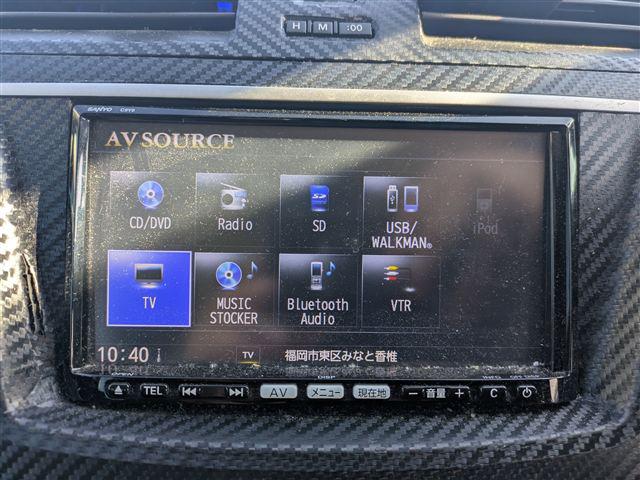 H M :00
SANYO
AV SOURCE
CD/DVD Radio SD USB/ WALKMAN® iPod
TV MUSIC STOCKER Bluetooth Audio VTR
10:40 TV 福岡市東区みなと香椎
DISP
TEL AV メニュー 現在地 − 音量 + C